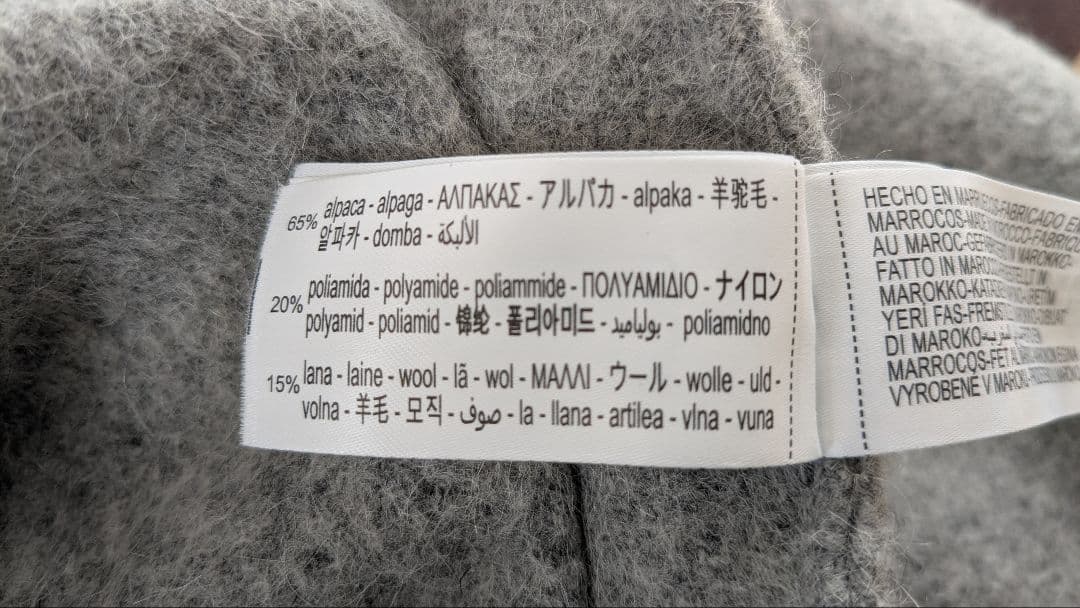 65% alpaca - alpaga - ΑΛΠΑΚΑΣ - アルパカ - alpaka - 羊驼毛 -
알파카 - domba - الألبكة
20% poliamida - polyamide - poliammide - ΠΟΛΥΑΜΙΔΙΟ - ナイロン
polyamid - poliamid - 锦纶 - 폴리아미드 - بولياميد - poliamidno
15% lana - laine - wool - lã - wol - ΜΑΛΛΙ - ウール - wolle - uld -
volna - 羊毛 - 모직 - صوف - la - llana - artilea - vlna - vuna
HECHO EN
MARROCOS-MADE
AU MAROC-
FATTO IN
MAROKKO-
YERI FAS-
DI MAROKO-
MARROCOS-
VYROBENE V